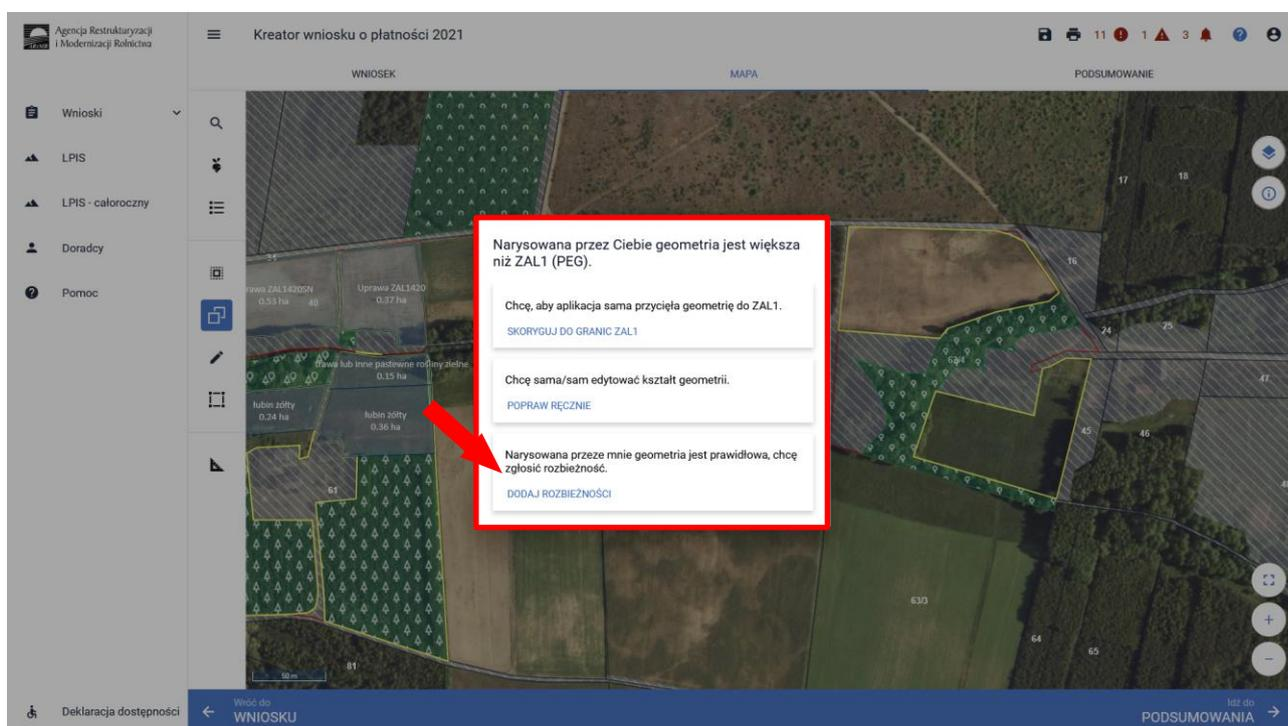 Agencja Restrukturyzacji
i Modernizacji Rolnictwa
Kreator wniosku o płatności 2021
11
1
3
WNIOSEK
MAPA
PODSUMOWANIE
Wnioski
LPIS
LPIS - całoroczny
Doradcy
Pomoc
17
18
Narysowana przez Ciebie geometria jest większa
niż ZAL1 (PEG).
Chcę, aby aplikacja sama przycięła geometrię do ZAL1.
SKORYGUJ DO GRANIC ZAL1
Chcę sama/sam edytować kształt geometrii.
POPRAW RĘCZNIE
Narysowana przeze mnie geometria jest prawidłowa, chcę
zgłosić rozbieżność.
DODAJ ROZBIEŻNOŚCI
16
rawa ZAL1420SN
0.53 ha
40
Uprawa ZAL1420
0.37 ha
24
25
trawa lub inne pastewne rośliny zielne
0.15 ha
63/4
47
łubin żółty
0.24 ha
łubin żółty
0.36 ha
45
46
61
63/3
64
65
81
50 m
Deklaracja dostępności
Wróć do
WNIOSKU
Idź do
PODSUMOWANIA